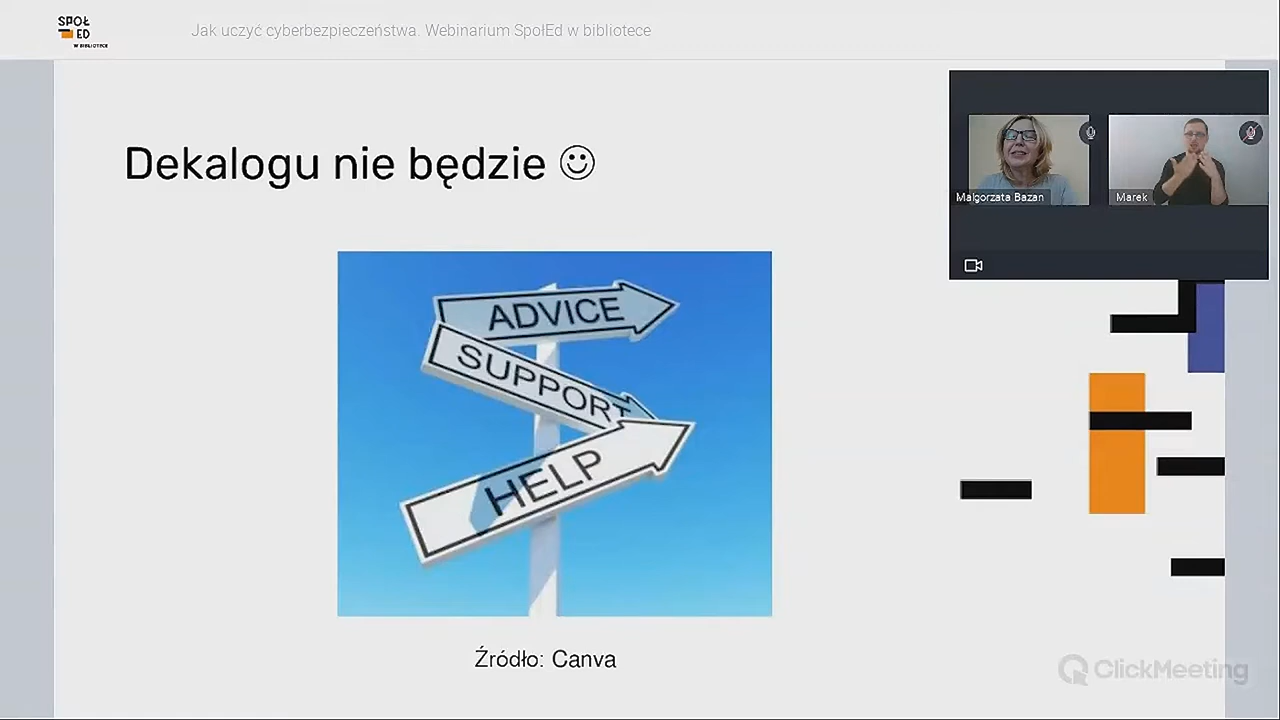 SPOŁ
ED
W BIBLIOTECE
Jak uczyć cyberbezpieczeństwa. Webinarium SpołEd w bibliotece
Dekalogu nie będzie ☺
Malgorzata Bazan
Marek
ADVICE
SUPPORT
HELP
Źródło: Canva
ClickMeeting